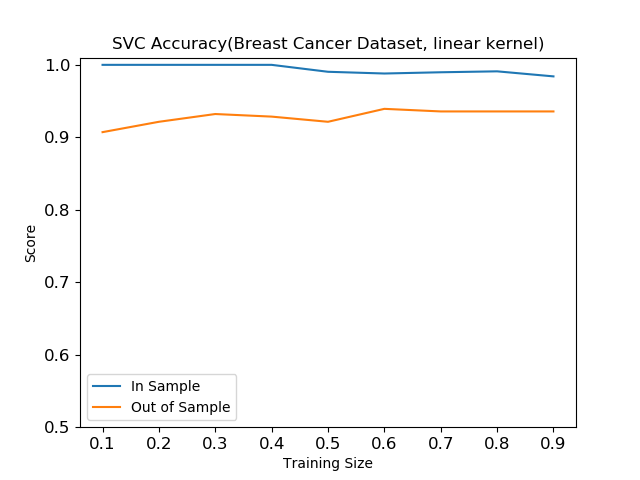 SVC Accuracy(Breast Cancer Dataset, linear kernel)
1.0
0.9
0.8
0.7
0.6
0.5
Score
In Sample
Out of Sample
0.1 0.2 0.3 0.4 0.5 0.6 0.7 0.8 0.9
Training Size